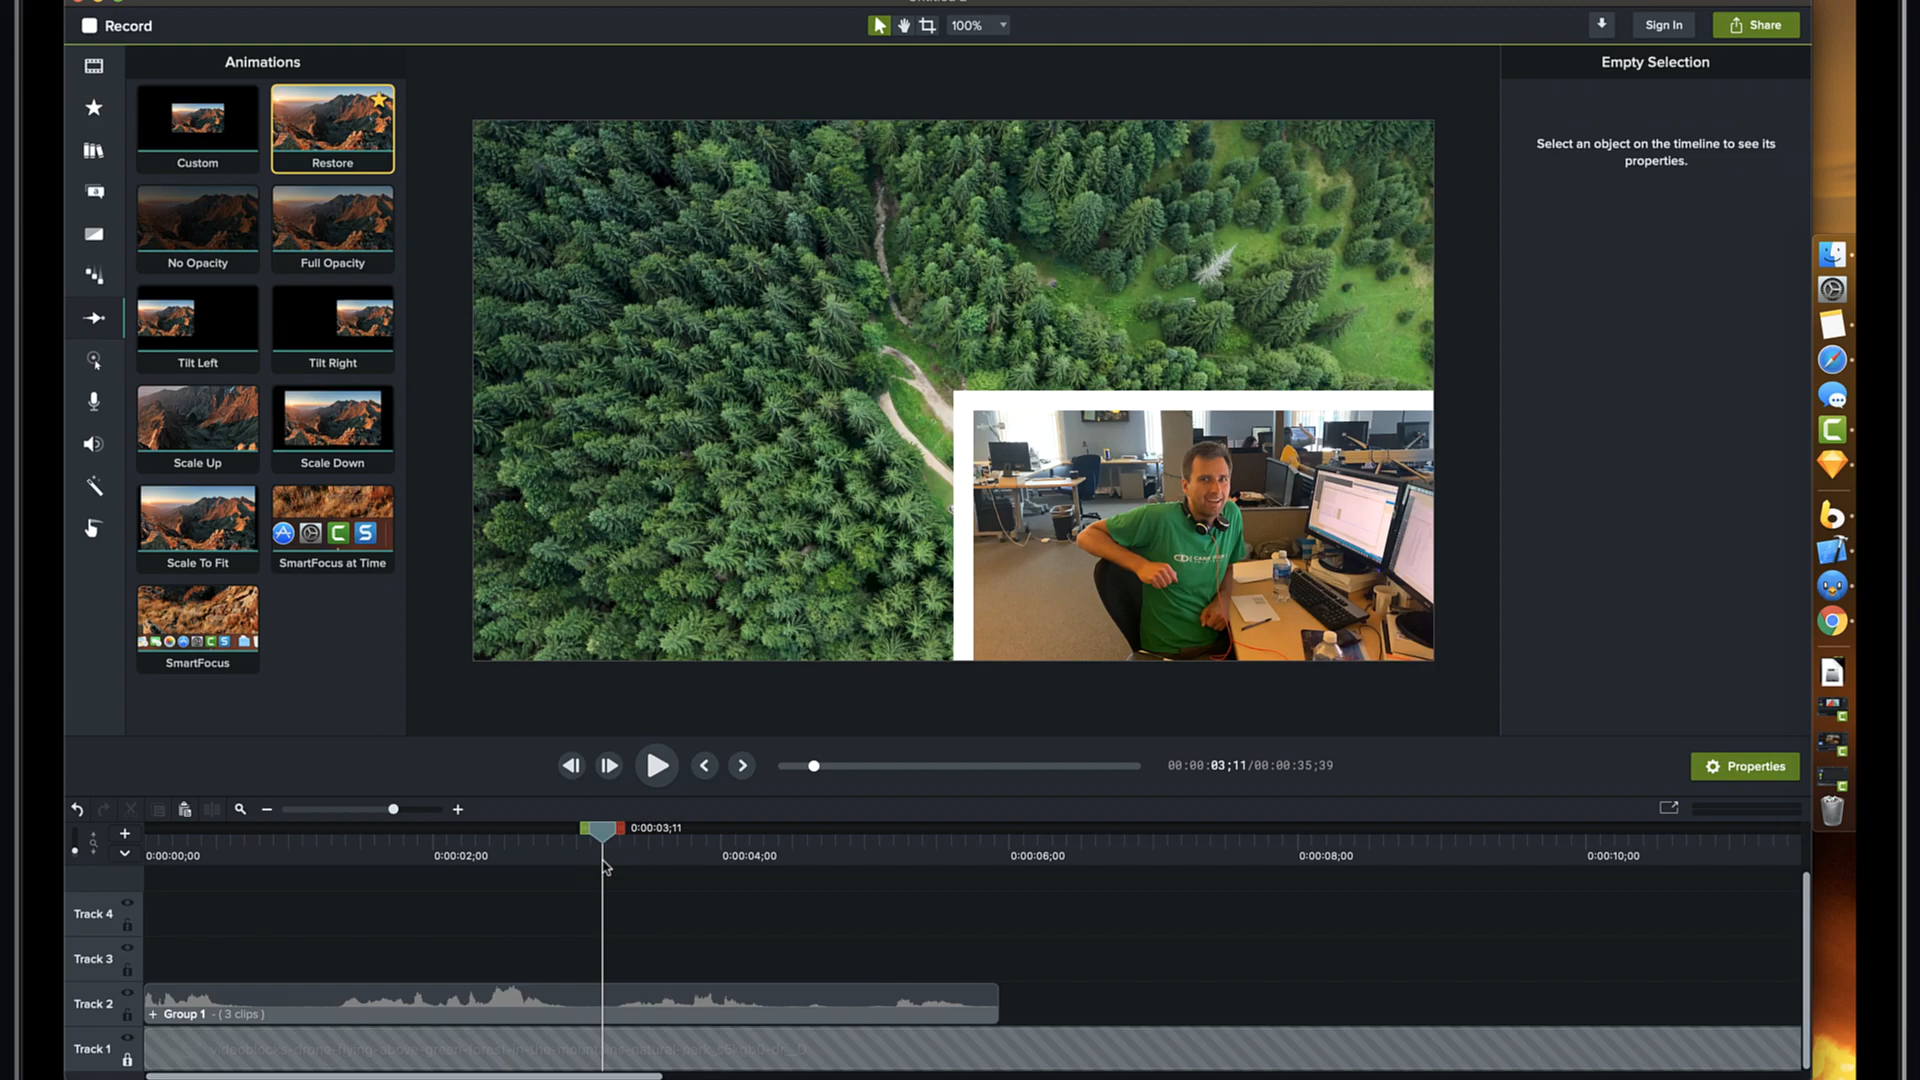 Record
100%
Sign In
Share
Animations
Empty Selection
Custom
Restore
Select an object on the timeline to see its
properties.
No Opacity
Full Opacity
Tilt Left
Tilt Right
Scale Up
Scale Down
Scale To Fit
SmartFocus at Time
SmartFocus
00:00:03;11/00:00:35;39
Properties
0:00:03;11
0:00:00;00
0:00:02;00
0:00:04;00
0:00:06;00
0:00:08;00
0:00:10;00
Track 4
Track 3
Track 2
+ Group 1 - ( 3 clips )
Track 1